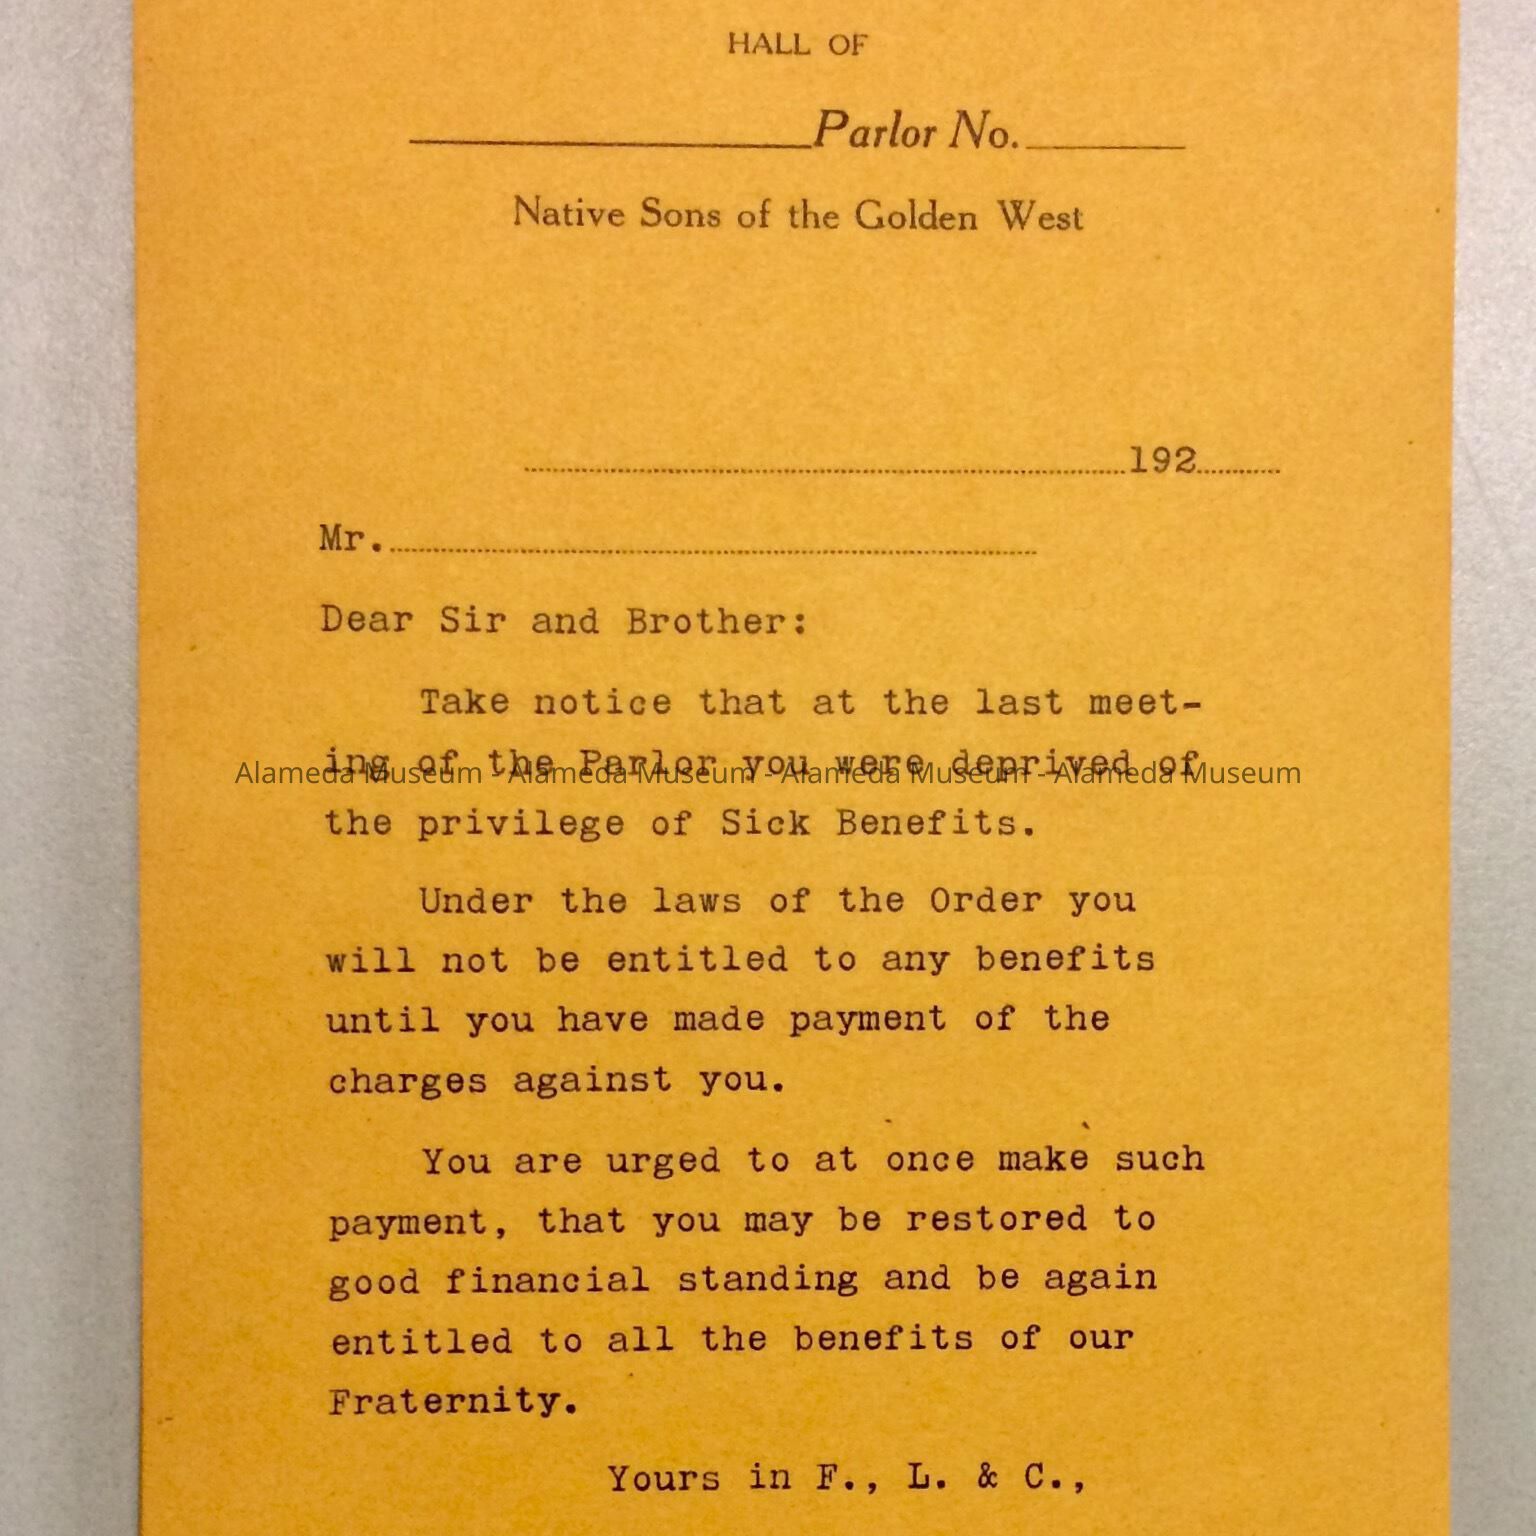 HALL OF
Parlor No.
Native Sons of the Golden West
192
Mr.
Dear Sir and Brother:
Take notice that at the last meet-
ing of the Parlor you were deprived of
Alameda Museum - Alameda Museum - Alameda Museum - Alameda Museum
the privilege of Sick Benefits.
Under the laws of the Order you
will not be entitled to any benefits
until you have made payment of the
charges against you.
You are urged to at once make such
payment, that you may be restored to
good financial standing and be again
entitled to all the benefits of our
Fraternity.
Yours in F., L. & C.,